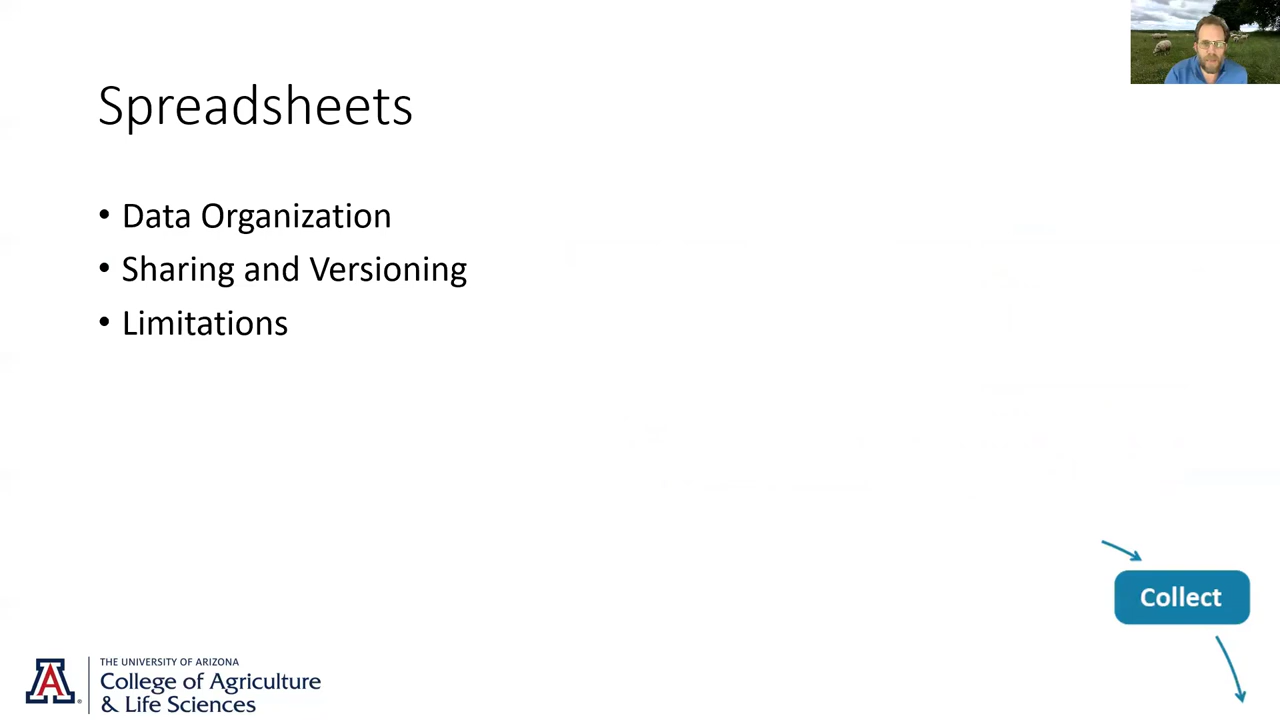 Spreadsheets
• Data Organization
• Sharing and Versioning
• Limitations
Collect
THE UNIVERSITY OF ARIZONA
College of Agriculture
& Life Sciences
A